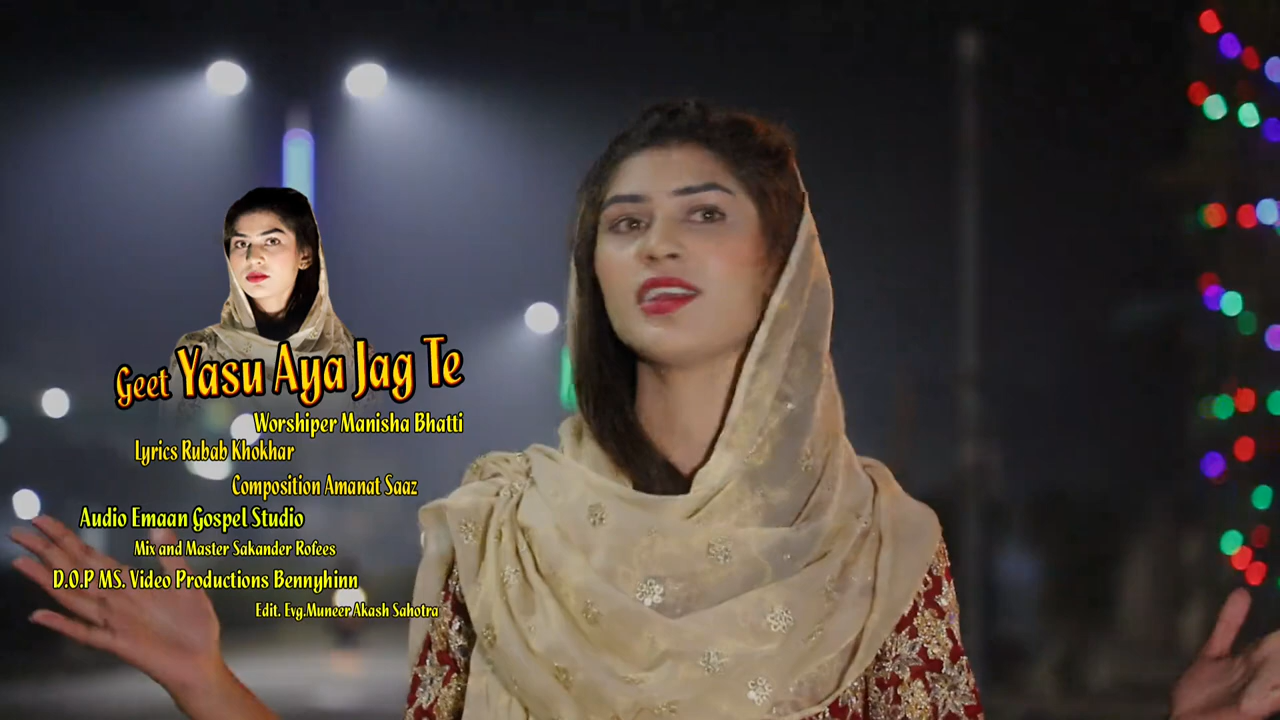 Geet Yasu Aya Jag Te
Worshiper Manisha Bhatti
Lyrics Rubab Khokhar
Composition Amanat Saaz
Audio Emaan Gospel Studio
Mix and Master Sakander Rofees
D.O.P MS. Video Productions Bennyhinn
Edit. Evg.Muneer Akash Sahotra